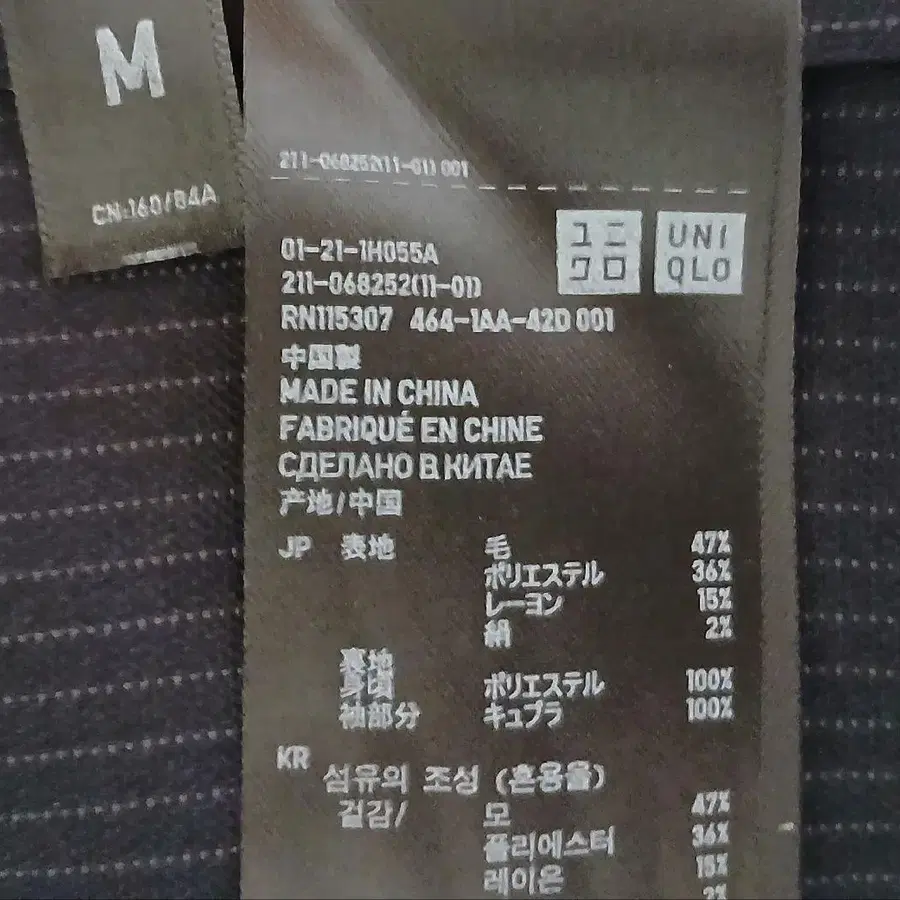 M
CN:160/84A
211-068252(11-01) 001
ユニ
クロ
UNI
QLO
01-21-1H055A
211-068252(11-01)
RN115307 464-1AA-42D 001
中国製
MADE IN CHINA
FABRIQUÉ EN CHINE
СДЕЛАНО В КИТАЕ
产地/中国
JP 表地 毛 47%
ポリエステル 36%
レーヨン 15%
絹 2%
裏地
身頃 ポリエステル 100%
袖部分 キュプラ 100%
KR
섬유의 조성 (혼용율)
겉감/ 모 47%
폴리에스터 36%
레이온 15%
2%